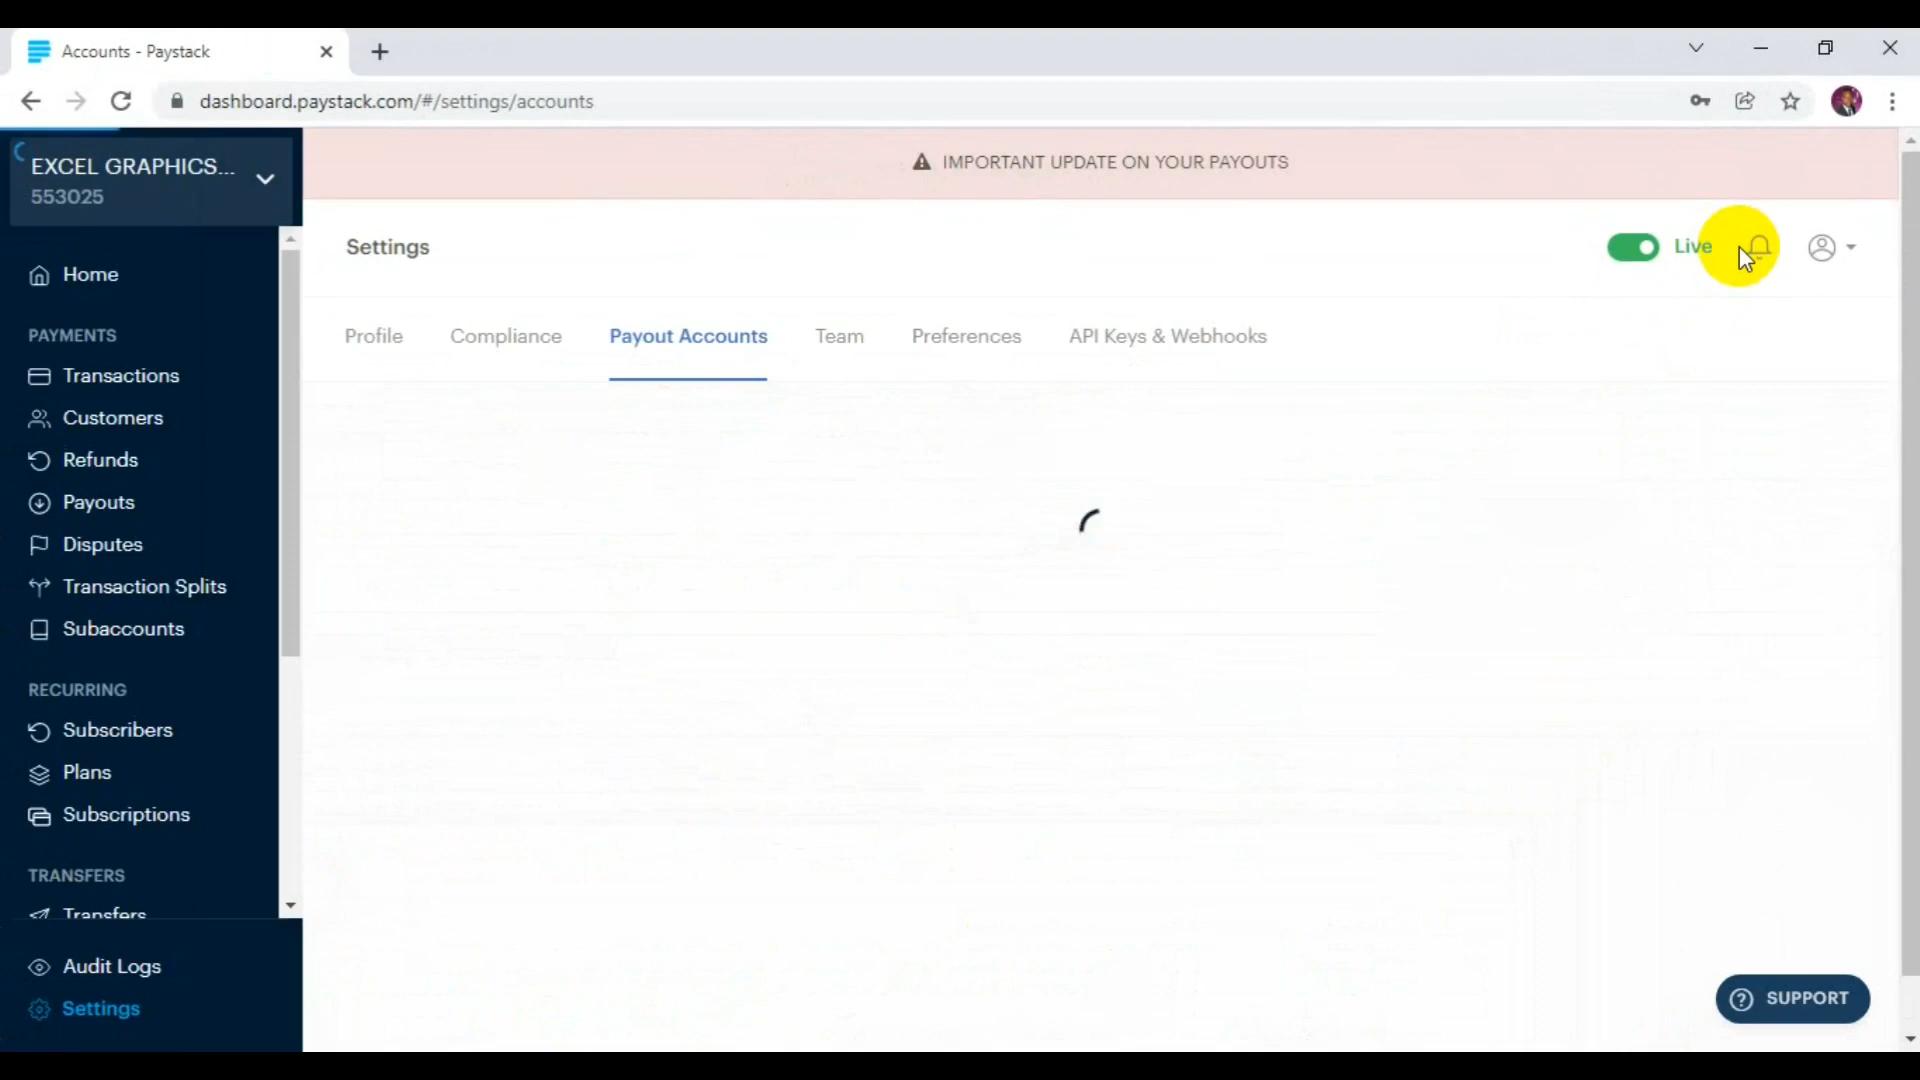 Accounts - Paystack
dashboard.paystack.com/#/settings/accounts
EXCEL GRAPHICS...
553025
IMPORTANT UPDATE ON YOUR PAYOUTS
Settings
Live
Profile
Compliance
Payout Accounts
Team
Preferences
API Keys & Webhooks
Home
PAYMENTS
Transactions
Customers
Refunds
Payouts
Disputes
Transaction Splits
Subaccounts
RECURRING
Subscribers
Plans
Subscriptions
TRANSFERS
Transfers
Audit Logs
Settings
SUPPORT